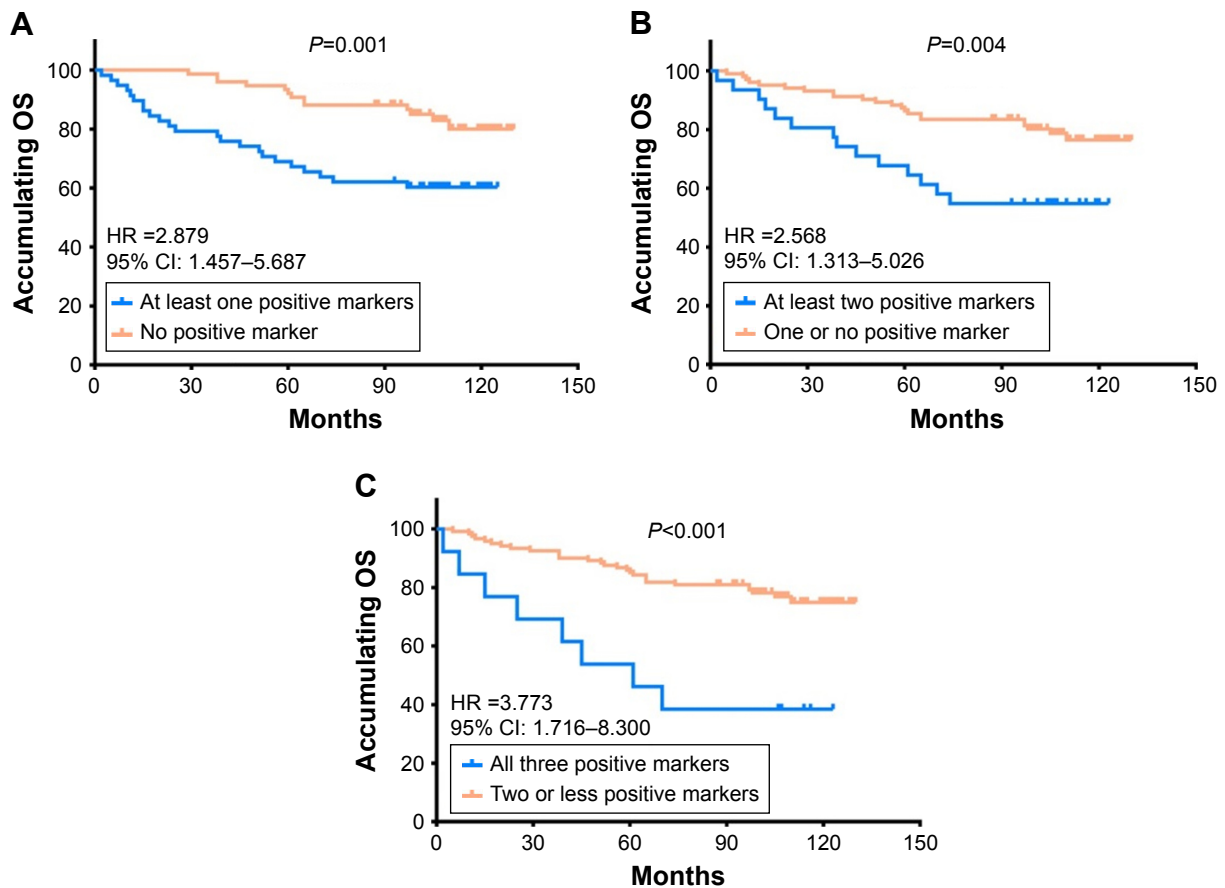 A
P=0.001
Accumulating OS
100
80
60
40
20
0
HR =2.879
95% CI: 1.457–5.687
At least one positive markers
No positive marker
0 30 60 90 120 150
Months
B
P=0.004
Accumulating OS
100
80
60
40
20
0
HR =2.568
95% CI: 1.313–5.026
At least two positive markers
One or no positive marker
0 30 60 90 120 150
Months
C
P<0.001
Accumulating OS
100
80
60
40
20
0
HR =3.773
95% CI: 1.716–8.300
All three positive markers
Two or less positive markers
0 30 60 90 120 150
Months